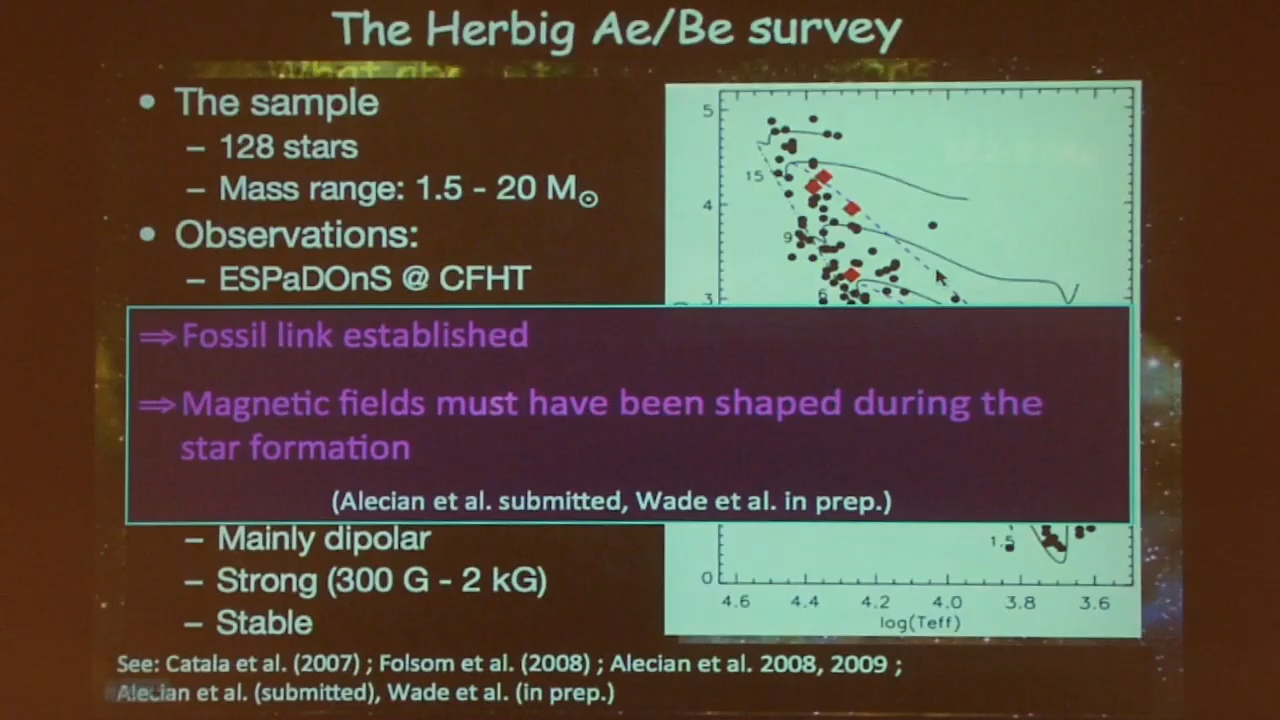 The Herbig Ae/Be survey
• The sample
– 128 stars
– Mass range: 1.5 - 20 M⊙
• Observations:
– ESPaDOnS @ CFHT
⇒ Fossil link established
⇒ Magnetic fields must have been shaped during the
star formation
(Alecian et al. submitted, Wade et al. in prep.)
– Mainly dipolar
– Strong (300 G - 2 kG)
– Stable
See: Catala et al. (2007) ; Folsom et al. (2008) ; Alecian et al. 2008, 2009 ;
Alecian et al. (submitted), Wade et al. (in prep.)
5
15
4
9
3
6
1.5
0
4.6 4.4 4.2 4.0 3.8 3.6
log(Teff)